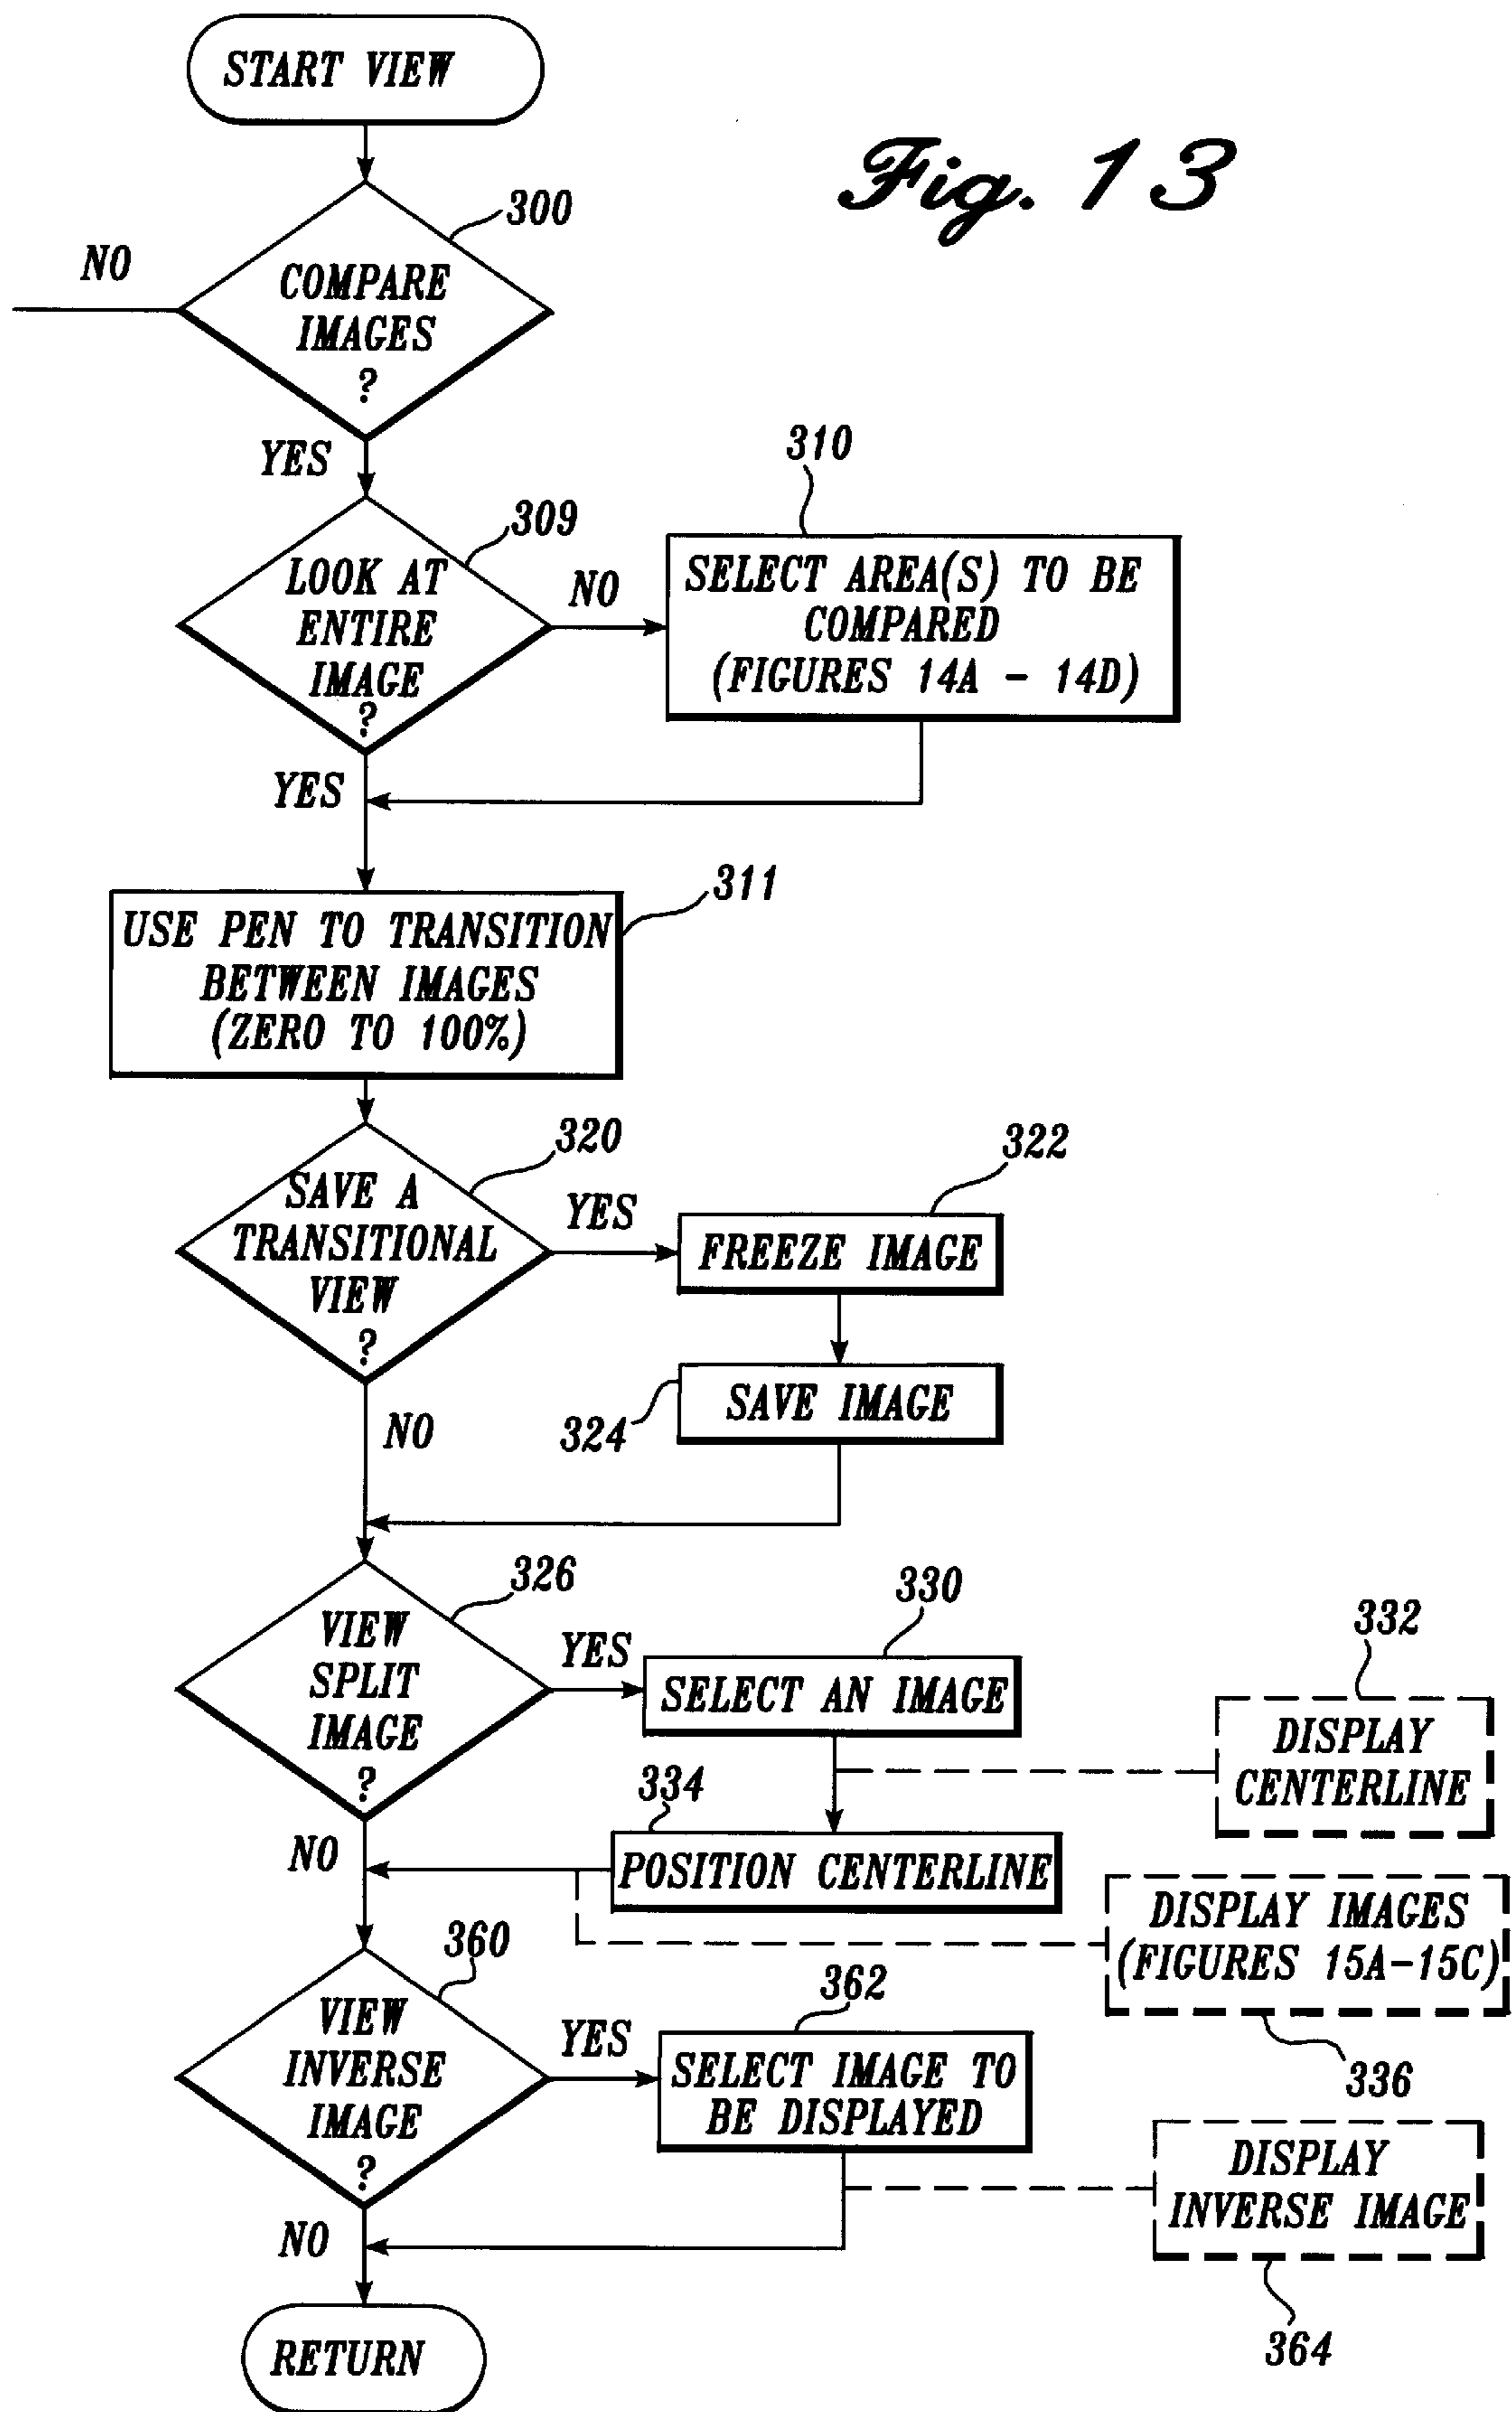 START VIEW
Fig. 13
300
NO
COMPARE
IMAGES
?
YES
310
309
LOOK AT
ENTIRE
IMAGE
?
NO
SELECT AREA(S) TO BE
COMPARED
(FIGURES 14A - 14D)
YES
311
USE PEN TO TRANSITION
BETWEEN IMAGES
(ZERO TO 100%)
320
322
SAVE A
TRANSITIONAL
VIEW
?
YES
FREEZE IMAGE
324
SAVE IMAGE
NO
326
330
332
VIEW
SPLIT
IMAGE
?
YES
SELECT AN IMAGE
DISPLAY
CENTERLINE
334
NO
POSITION CENTERLINE
DISPLAY IMAGES
(FIGURES 15A-15C)
336
360
362
VIEW
INVERSE
IMAGE
?
YES
SELECT IMAGE TO
BE DISPLAYED
DISPLAY
INVERSE IMAGE
364
NO
RETURN